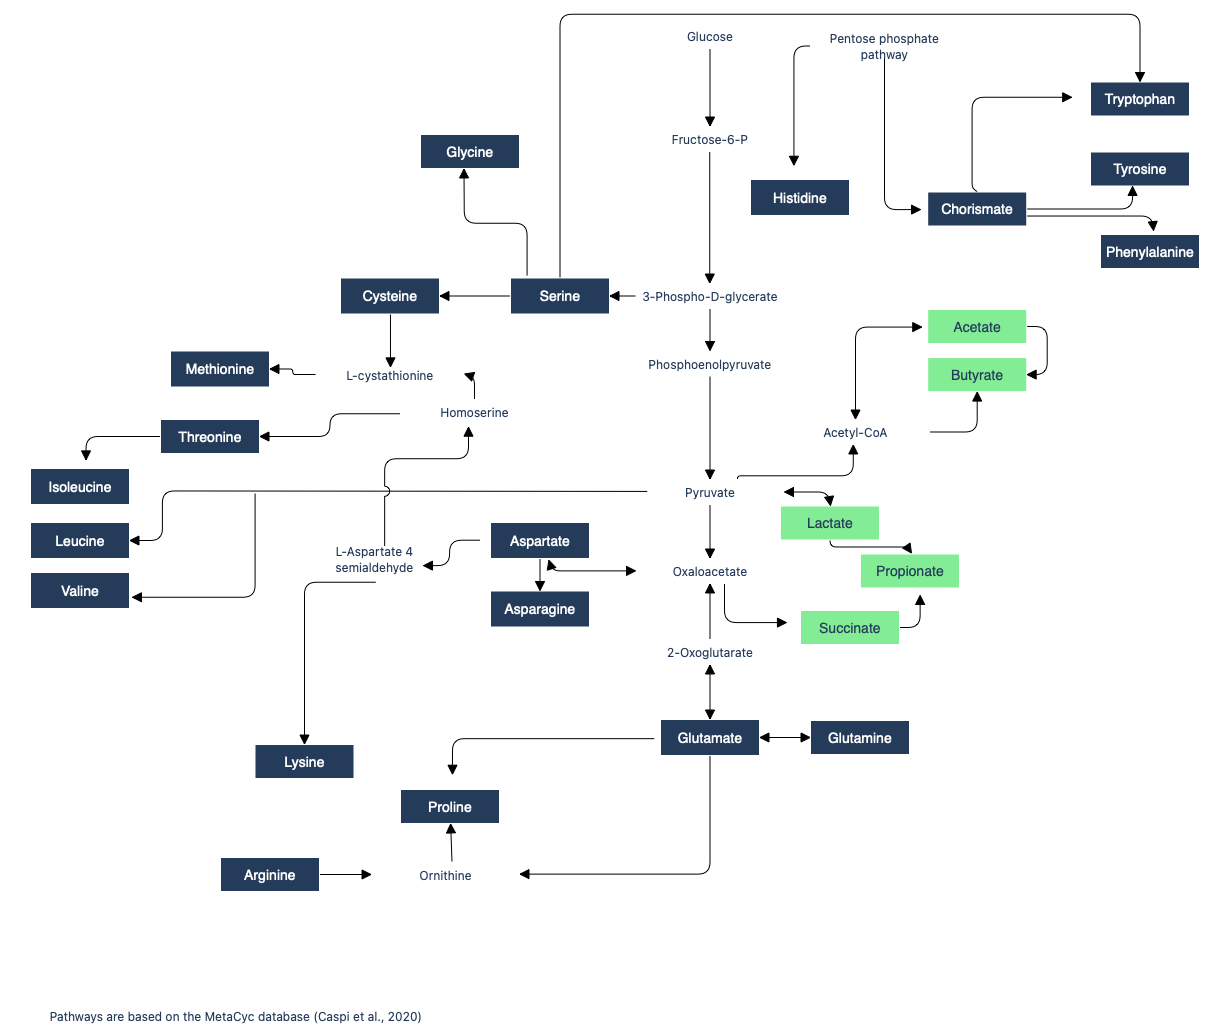 Glucose
Pentose phosphate
pathway
Tryptophan
Fructose-6-P
Glycine
Tyrosine
Histidine
Chorismate
Phenylalanine
Cysteine
Serine
3-Phospho-D-glycerate
Acetate
Methionine
L-cystathionine
Phosphoenolpyruvate
Butyrate
Homoserine
Threonine
Acetyl-CoA
Isoleucine
Pyruvate
Lactate
Leucine
Aspartate
L-Aspartate 4
semialdehyde
Oxaloacetate
Propionate
Valine
Asparagine
Succinate
2-Oxoglutarate
Glutamate
Glutamine
Lysine
Proline
Arginine
Ornithine
Pathways are based on the MetaCyc database (Caspi et al., 2020)